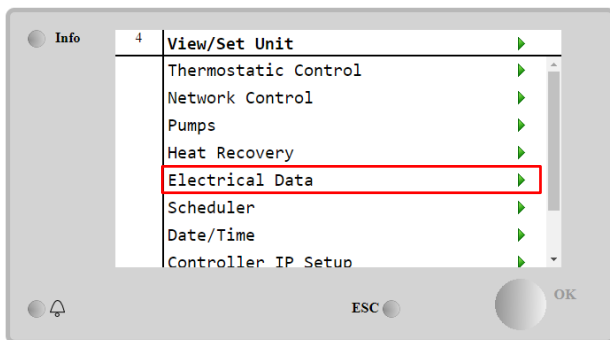 Info
4 View/Set Unit
Thermostatic Control
Network Control
Pumps
Heat Recovery
Electrical Data
Scheduler
Date/Time
Controller IP Setup
ESC OK